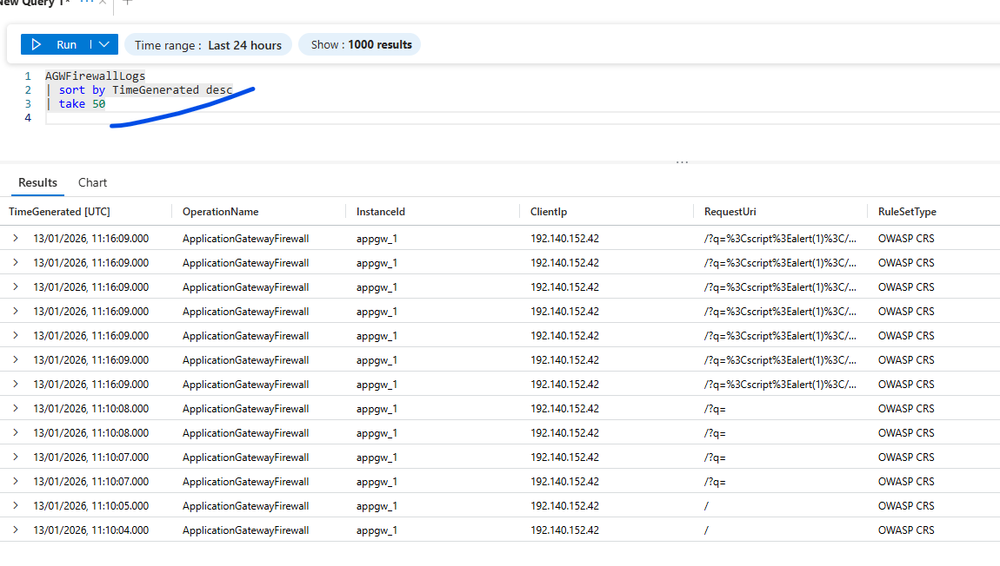 New Query 1* ...
Run Time range : Last 24 hours Show : 1000 results
1 AGWFirewallLogs
2 | sort by TimeGenerated desc
3 | take 50
4
...
Results Chart
TimeGenerated [UTC] OperationName InstanceId ClientIp RequestUri RuleSetType
13/01/2026, 11:16:09.000 ApplicationGatewayFirewall appgw_1 192.140.152.42 /?q=%3Cscript%3Ealert(1)%3C/... OWASP CRS
13/01/2026, 11:16:09.000 ApplicationGatewayFirewall appgw_1 192.140.152.42 /?q=%3Cscript%3Ealert(1)%3C/... OWASP CRS
13/01/2026, 11:16:09.000 ApplicationGatewayFirewall appgw_1 192.140.152.42 /?q=%3Cscript%3Ealert(1)%3C/... OWASP CRS
13/01/2026, 11:16:09.000 ApplicationGatewayFirewall appgw_1 192.140.152.42 /?q=%3Cscript%3Ealert(1)%3C/... OWASP CRS
13/01/2026, 11:16:09.000 ApplicationGatewayFirewall appgw_1 192.140.152.42 /?q=%3Cscript%3Ealert(1)%3C/... OWASP CRS
13/01/2026, 11:16:09.000 ApplicationGatewayFirewall appgw_1 192.140.152.42 /?q=%3Cscript%3Ealert(1)%3C/... OWASP CRS
13/01/2026, 11:16:09.000 ApplicationGatewayFirewall appgw_1 192.140.152.42 /?q=%3Cscript%3Ealert(1)%3C/... OWASP CRS
13/01/2026, 11:10:08.000 ApplicationGatewayFirewall appgw_1 192.140.152.42 /?q= OWASP CRS
13/01/2026, 11:10:08.000 ApplicationGatewayFirewall appgw_1 192.140.152.42 /?q= OWASP CRS
13/01/2026, 11:10:07.000 ApplicationGatewayFirewall appgw_1 192.140.152.42 /?q= OWASP CRS
13/01/2026, 11:10:07.000 ApplicationGatewayFirewall appgw_1 192.140.152.42 /?q= OWASP CRS
13/01/2026, 11:10:05.000 ApplicationGatewayFirewall appgw_1 192.140.152.42 / OWASP CRS
13/01/2026, 11:10:04.000 ApplicationGatewayFirewall appgw_1 192.140.152.42 / OWASP CRS